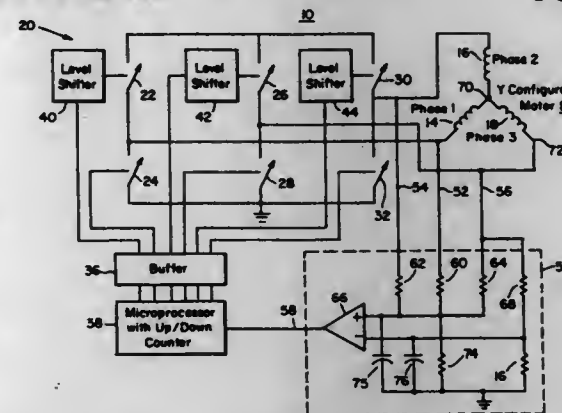 10
20
Level Shifter
Level Shifter
Level Shifter
40
42
44
22
26
30
24
28
32
16
Phase 2
70
Y Configur
Motor
Phase 1
14
18
Phase 3
72
54
52
56
36
Buffer
38
Microprocessor
with Up/Down
Counter
58
62
60
64
68
66
+
−
74
16
75
76
5